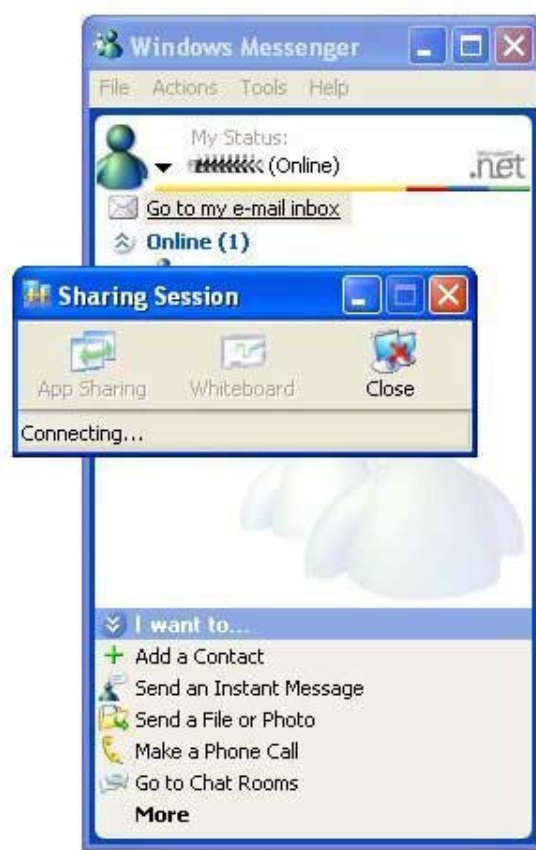 Windows Messenger
File Actions Tools Help
My Status:
(Online)
.net
Go to my e-mail inbox
Online (1)
Sharing Session
App Sharing Whiteboard Close
Connecting...
I want to...
Add a Contact
Send an Instant Message
Send a File or Photo
Make a Phone Call
Go to Chat Rooms
More